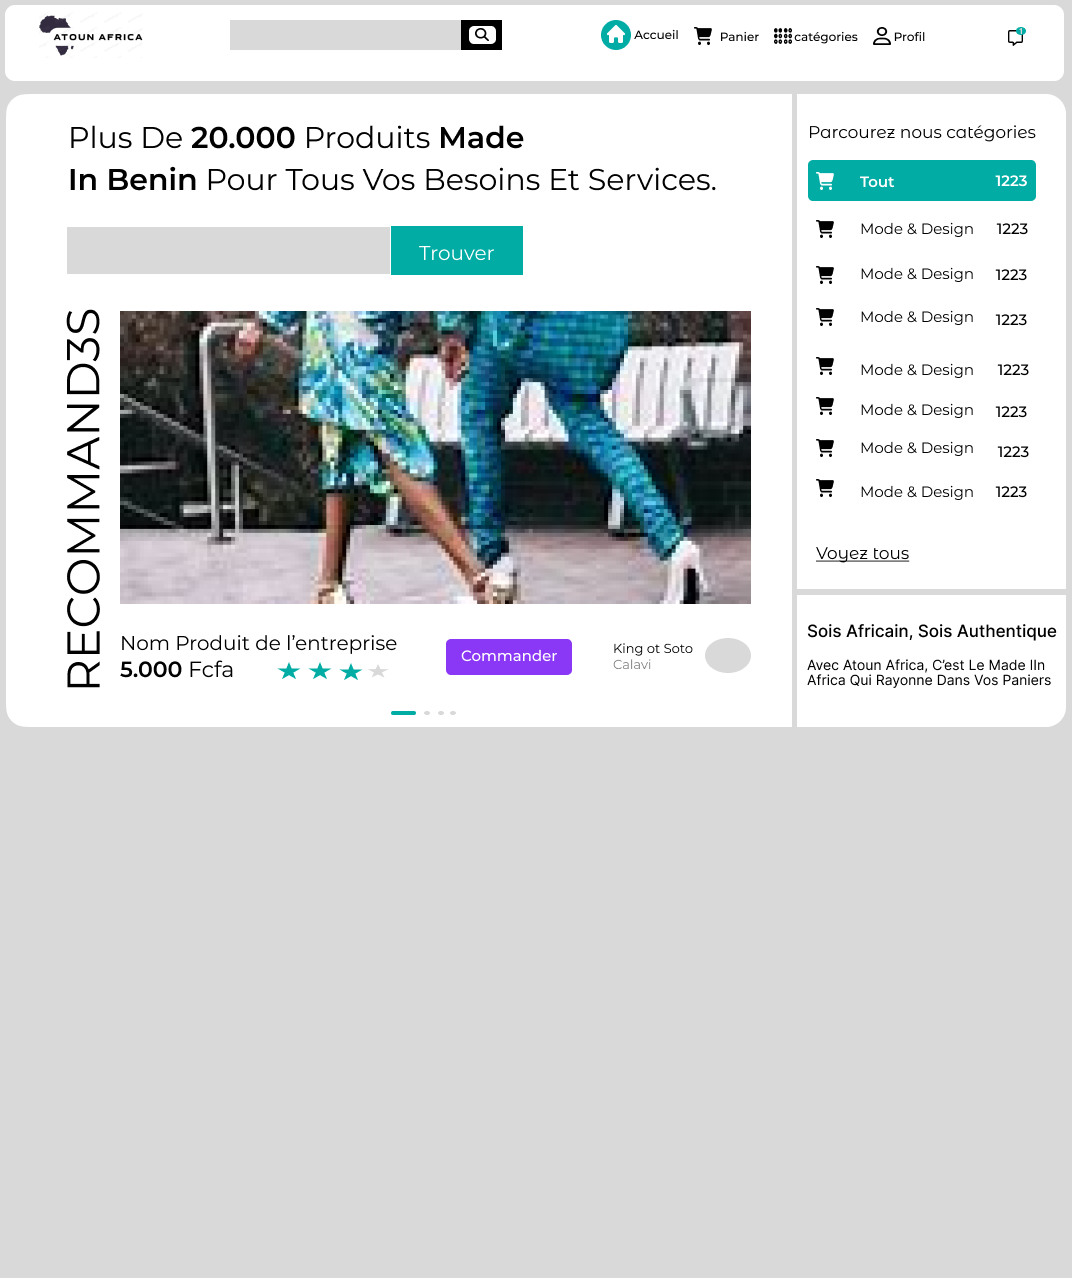 ATOUN AFRICA
Accueil
Panier
catégories
Profil
1
Plus De 20.000 Produits Made
In Benin Pour Tous Vos Besoins Et Services.
Trouver
RECOMMAND3S
Nom Produit de l’entreprise
5.000 Fcfa
Commander
King ot Soto
Calavi
Parcourez nous catégories
Tout 1223
Mode & Design 1223
Mode & Design 1223
Mode & Design 1223
Mode & Design 1223
Mode & Design 1223
Mode & Design 1223
Mode & Design 1223
Voyez tous
Sois Africain, Sois Authentique
Avec Atoun Africa, C’est Le Made IIn
Africa Qui Rayonne Dans Vos Paniers